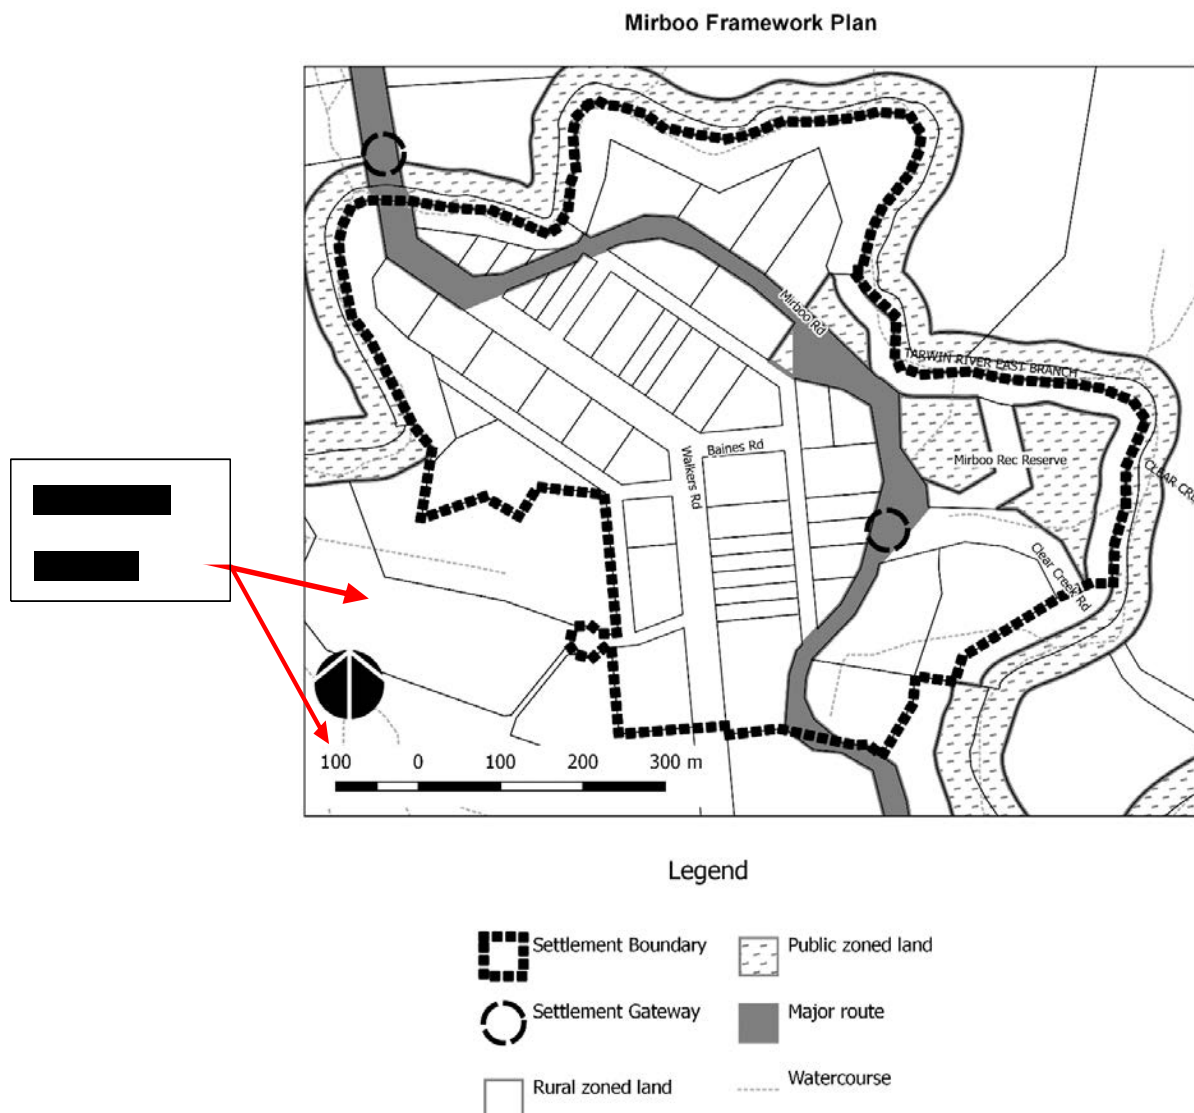 Mirboo Framework Plan
Mirboo Rd
TARWIN RIVER EAST BRANCH
Baines Rd
Walkers Rd
Mirboo Rec Reserve
Clear Creek Rd
100 0 100 200 300 m
Legend
Settlement Boundary
Public zoned land
Settlement Gateway
Major route
Rural zoned land
Watercourse